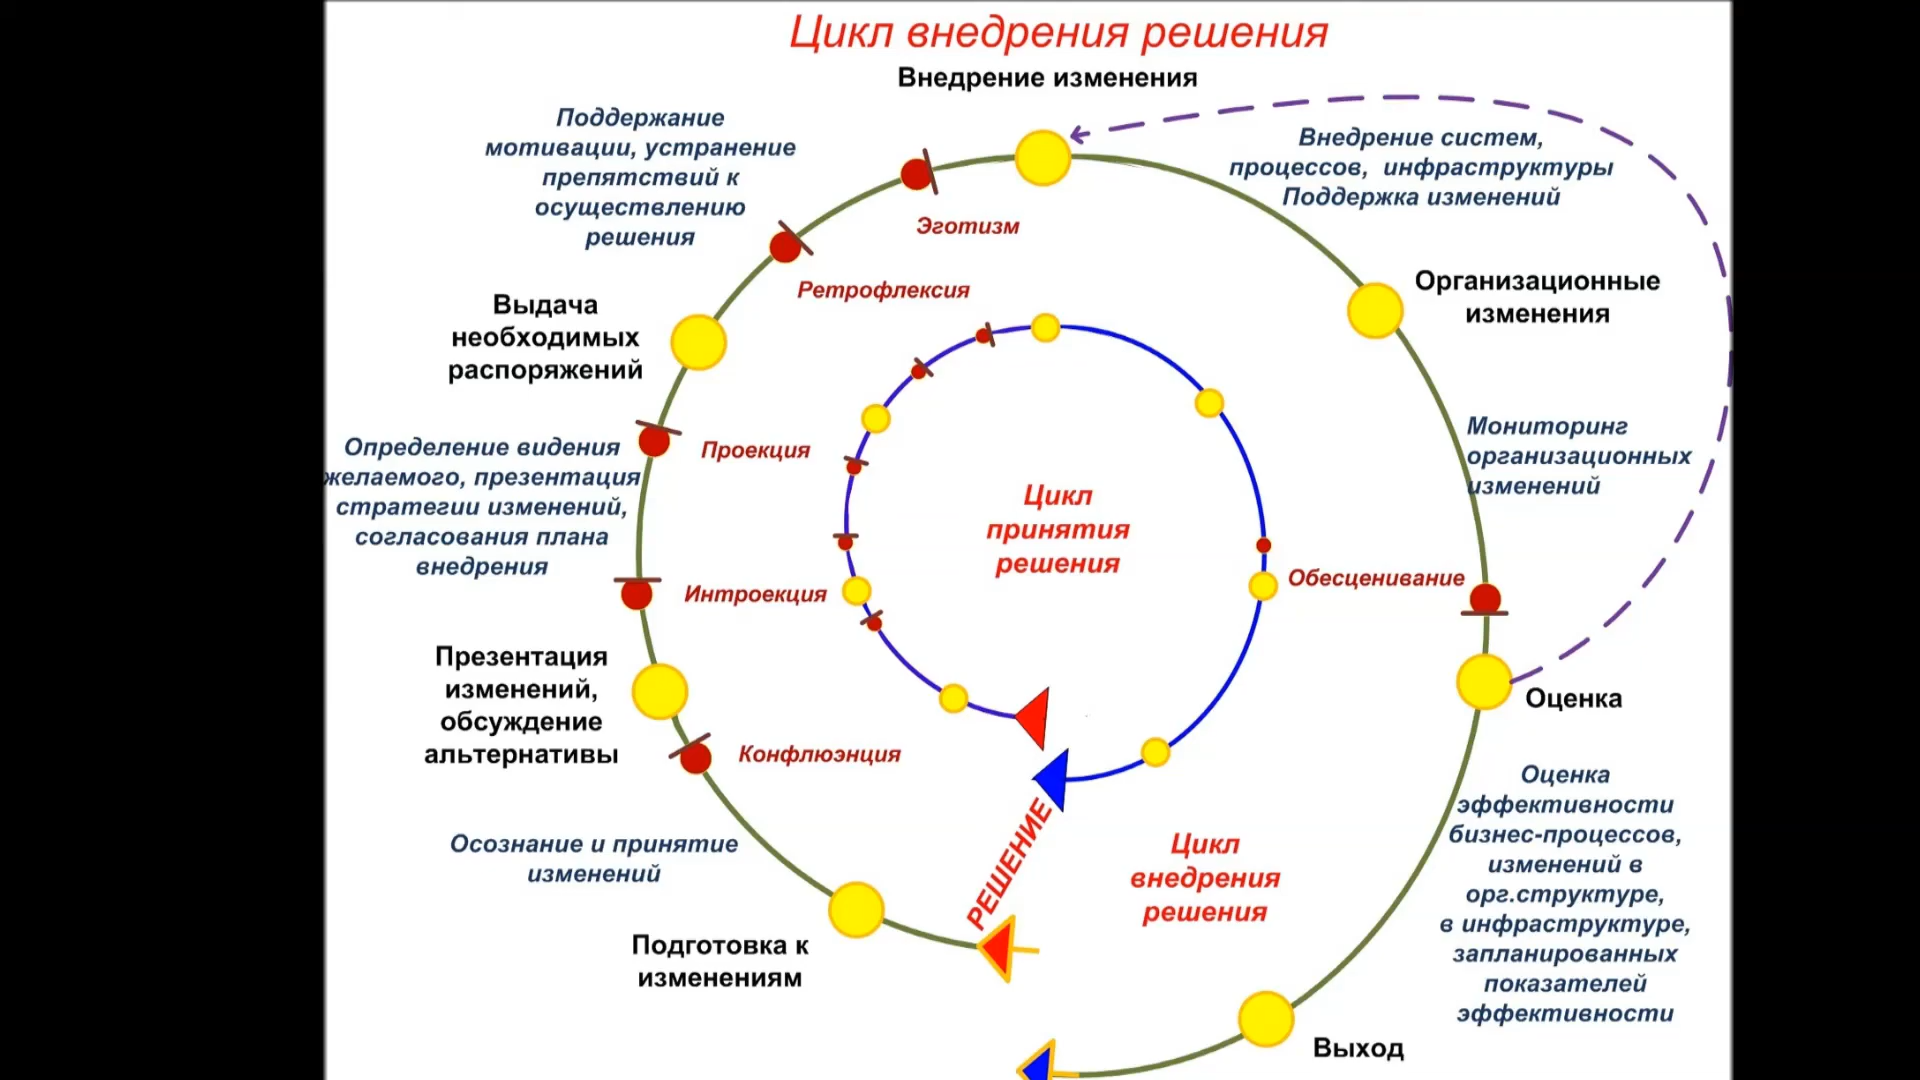 Цикл внедрения решения
Внедрение изменения
Поддержание
мотивации, устранение
препятствий к
осуществлению
решения
Внедрение систем,
процессов, инфраструктуры
Поддержка изменений
Эготизм
Ретрофлексия
Организационные
изменения
Выдача
необходимых
распоряжений
Мониторинг
организационных
изменений
Определение видения
желаемого, презентация
стратегии изменений,
согласования плана
внедрения
Проекция
Цикл
принятия
решения
Интроекция
Обесценивание
Презентация
изменений,
обсуждение
альтернативы
Оценка
Конфлюэнция
Оценка
эффективности
бизнес-процессов,
изменений в
орг.структуре,
в инфраструктуре,
запланированных
показателей
эффективности
Осознание и принятие
изменений
РЕШЕНИЕ
Цикл
внедрения
решения
Подготовка к
изменениям
Выход